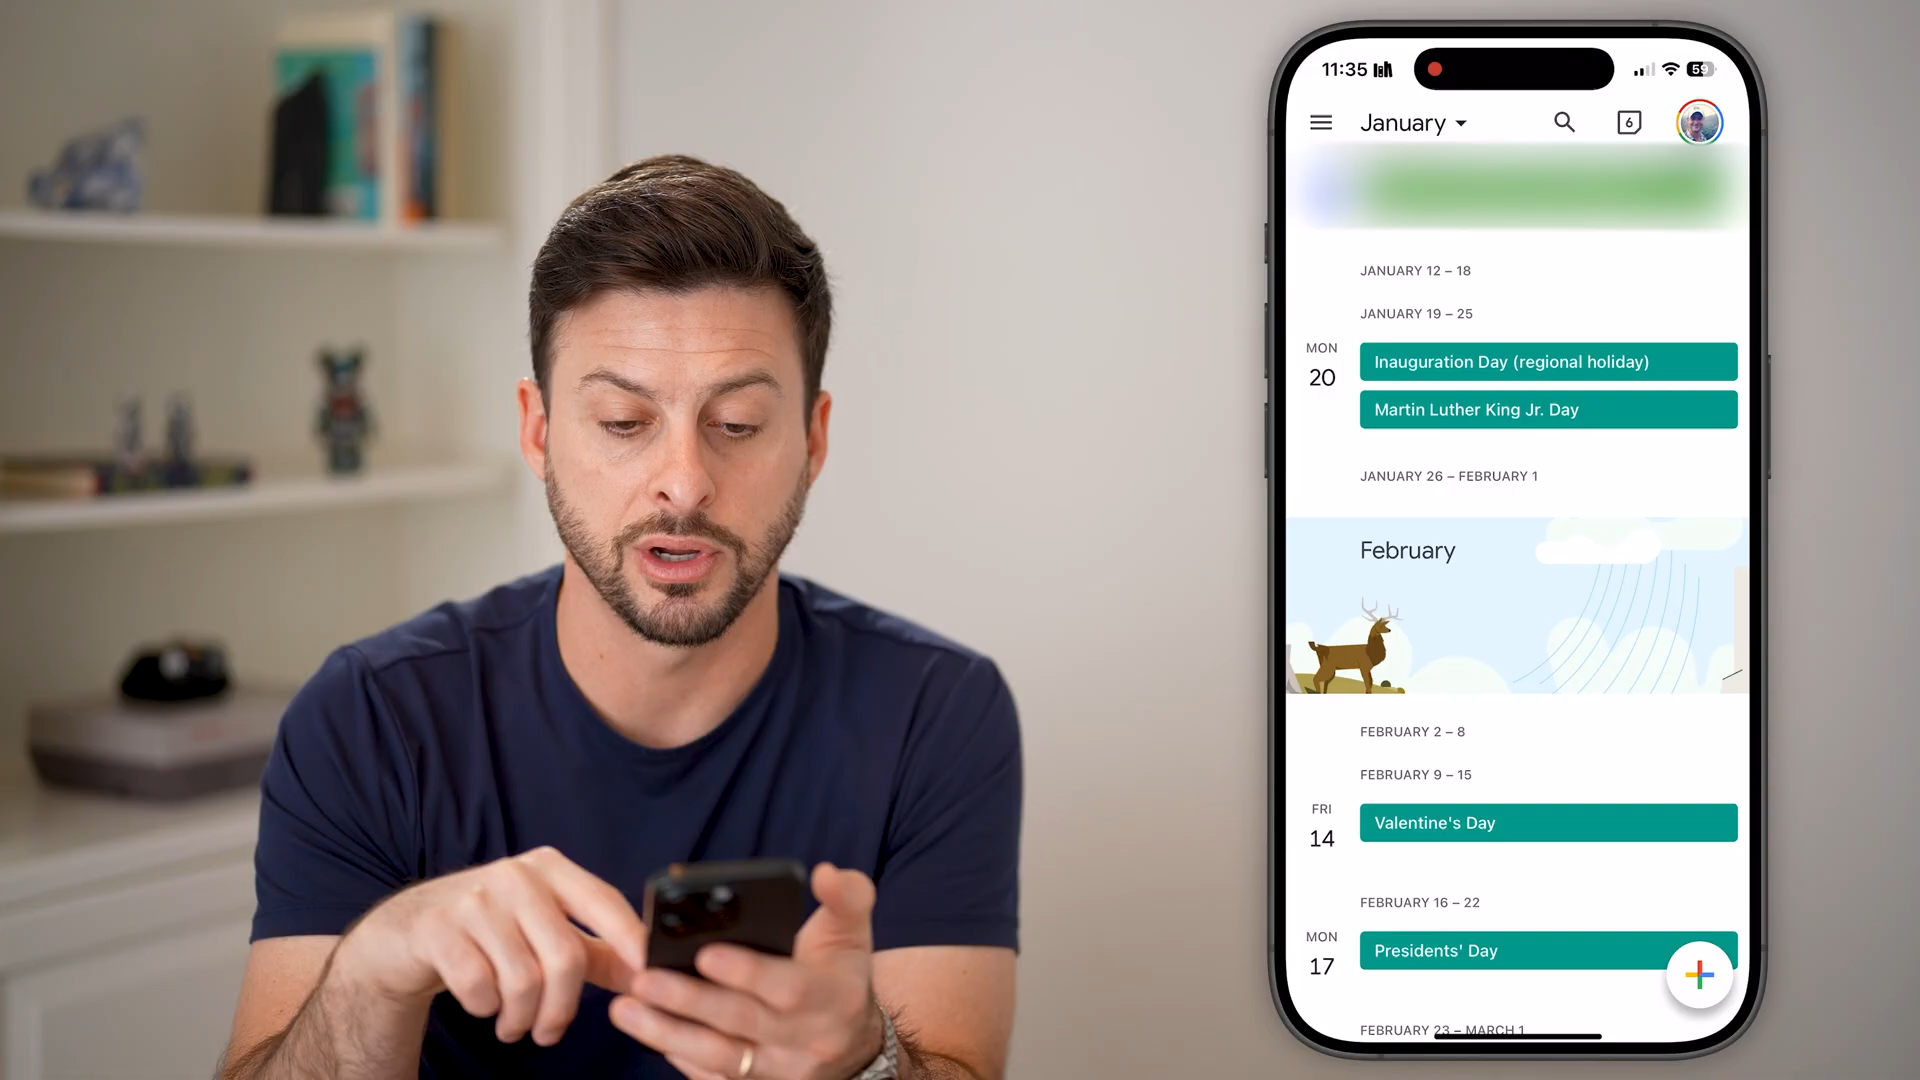 11:35
59
January
6
JANUARY 12 – 18
JANUARY 19 – 25
MON
20
Inauguration Day (regional holiday)
Martin Luther King Jr. Day
JANUARY 26 – FEBRUARY 1
February
FEBRUARY 2 – 8
FEBRUARY 9 – 15
FRI
14
Valentine's Day
FEBRUARY 16 – 22
MON
17
Presidents' Day
FEBRUARY 23 – MARCH 1